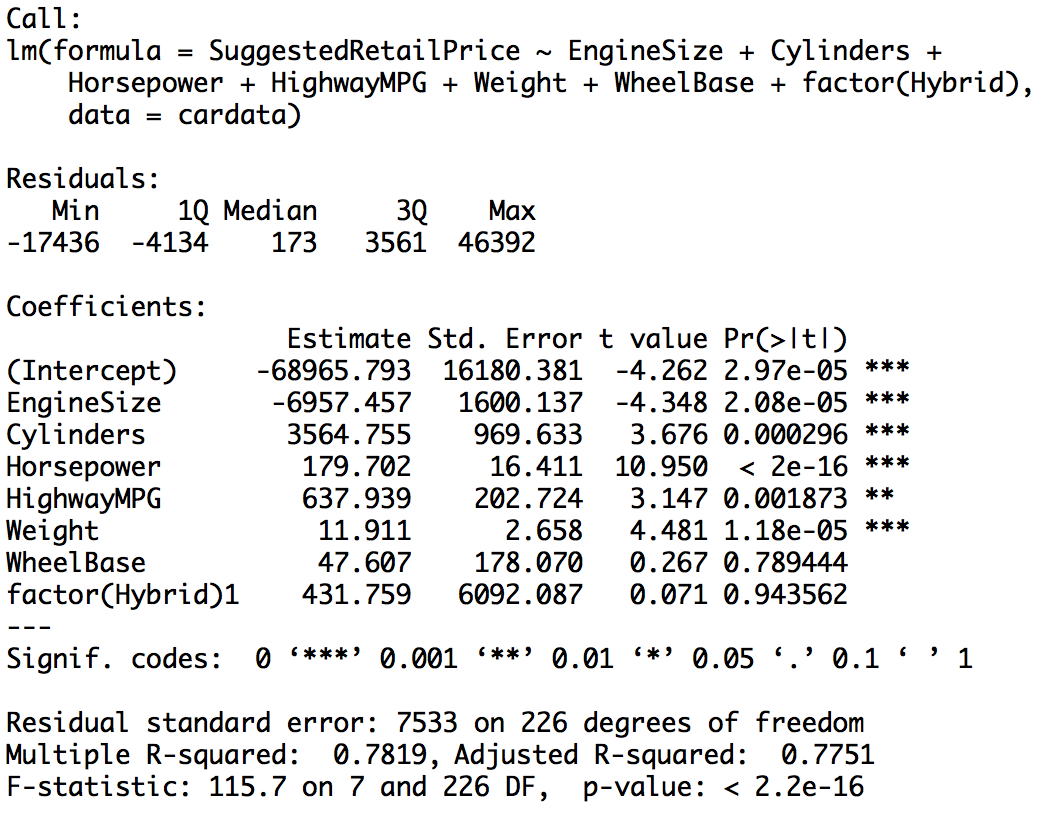 Call:
lm(formula = SuggestedRetailPrice ~ EngineSize + Cylinders +
    Horsepower + HighwayMPG + Weight + WheelBase + factor(Hybrid),
    data = cardata)

Residuals:
   Min     1Q Median     3Q    Max
-17436  -4134    173   3561  46392

Coefficients:
                  Estimate Std. Error t value Pr(>|t|)
(Intercept)     -68965.793  16180.381  -4.262 2.97e-05 ***
EngineSize       -6957.457   1600.137  -4.348 2.08e-05 ***
Cylinders         3564.755    969.633   3.676 0.000296 ***
Horsepower         179.702     16.411  10.950  < 2e-16 ***
HighwayMPG         637.939    202.724   3.147 0.001873 **
Weight              11.911      2.658   4.481 1.18e-05 ***
WheelBase           47.607    178.070   0.267 0.789444
factor(Hybrid)1    431.759   6092.087   0.071 0.943562
---
Signif. codes:  0 ‘***’ 0.001 ‘**’ 0.01 ‘*’ 0.05 ‘.’ 0.1 ‘ ’ 1

Residual standard error: 7533 on 226 degrees of freedom
Multiple R-squared:  0.7819, Adjusted R-squared:  0.7751
F-statistic: 115.7 on 7 and 226 DF,  p-value: < 2.2e-16